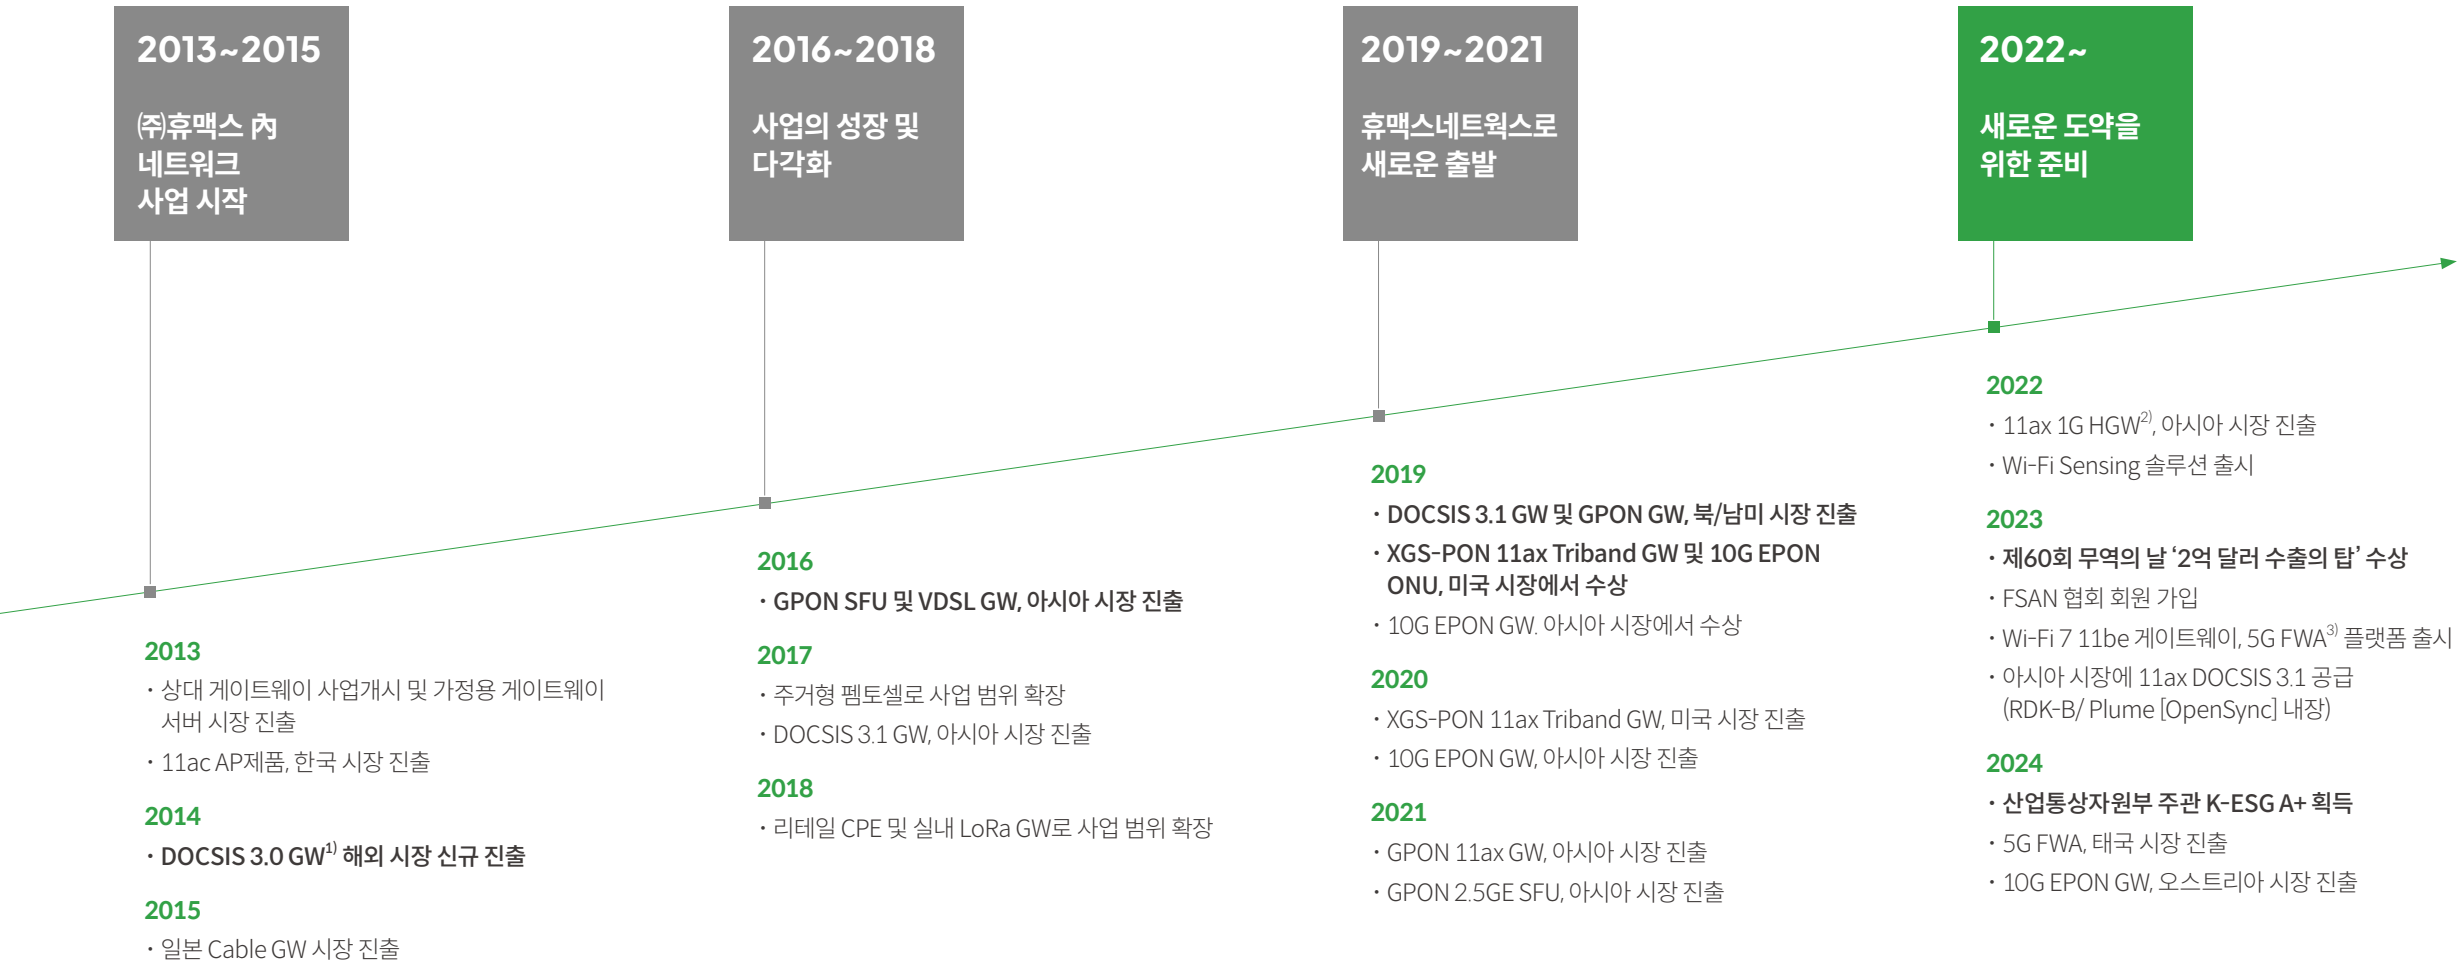 2013~2015
㈜휴맥스 內
네트워크
사업 시작
2013
· 상대 게이트웨이 사업개시 및 가정용 게이트웨이
서버 시장 진출
· 11ac AP제품, 한국 시장 진출
2014
· DOCSIS 3.0 GW1) 해외 시장 신규 진출
2015
· 일본 Cable GW 시장 진출
2016~2018
사업의 성장 및
다각화
2016
· GPON SFU 및 VDSL GW, 아시아 시장 진출
2017
· 주거형 펨토셀로 사업 범위 확장
· DOCSIS 3.1 GW, 아시아 시장 진출
2018
· 리테일 CPE 및 실내 LoRa GW로 사업 범위 확장
2019~2021
휴맥스네트웍스로
새로운 출발
2019
· DOCSIS 3.1 GW 및 GPON GW, 북/남미 시장 진출
· XGS-PON 11ax Triband GW 및 10G EPON
ONU, 미국 시장에서 수상
· 10G EPON GW. 아시아 시장에서 수상
2020
· XGS-PON 11ax Triband GW, 미국 시장 진출
· 10G EPON GW, 아시아 시장 진출
2021
· GPON 11ax GW, 아시아 시장 진출
· GPON 2.5GE SFU, 아시아 시장 진출
2022~
새로운 도약을
위한 준비
2022
· 11ax 1G HGW2), 아시아 시장 진출
· Wi-Fi Sensing 솔루션 출시
2023
· 제60회 무역의 날 ‘2억 달러 수출의 탑’ 수상
· FSAN 협회 회원 가입
· Wi-Fi 7 11be 게이트웨이, 5G FWA3) 플랫폼 출시
· 아시아 시장에 11ax DOCSIS 3.1 공급
(RDK-B/ Plume [OpenSync] 내장)
2024
· 산업통상자원부 주관 K-ESG A+ 획득
· 5G FWA, 태국 시장 진출
· 10G EPON GW, 오스트리아 시장 진출